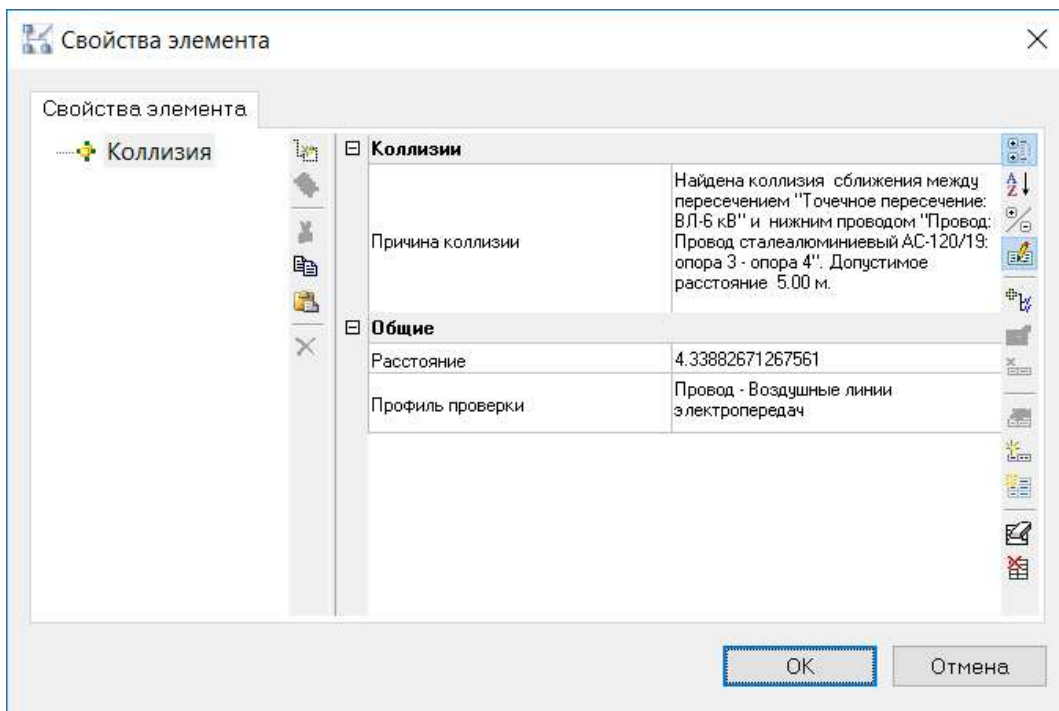 Свойства элемента
Свойства элемента
Коллизия
Коллизии
Причина коллизии
Найдена коллизия  сближения между
пересечением "Точечное пересечение:
ВЛ-6 кВ" и  нижним проводом "Провод:
Провод сталеалюминиевый АС-120/19:
опора 3 - опора 4". Допустимое
расстояние  5.00 м.
Общие
Расстояние
4.33882671267561
Профиль проверки
Провод - Воздушные линии
электропередач
A
Z
OK
Отмена